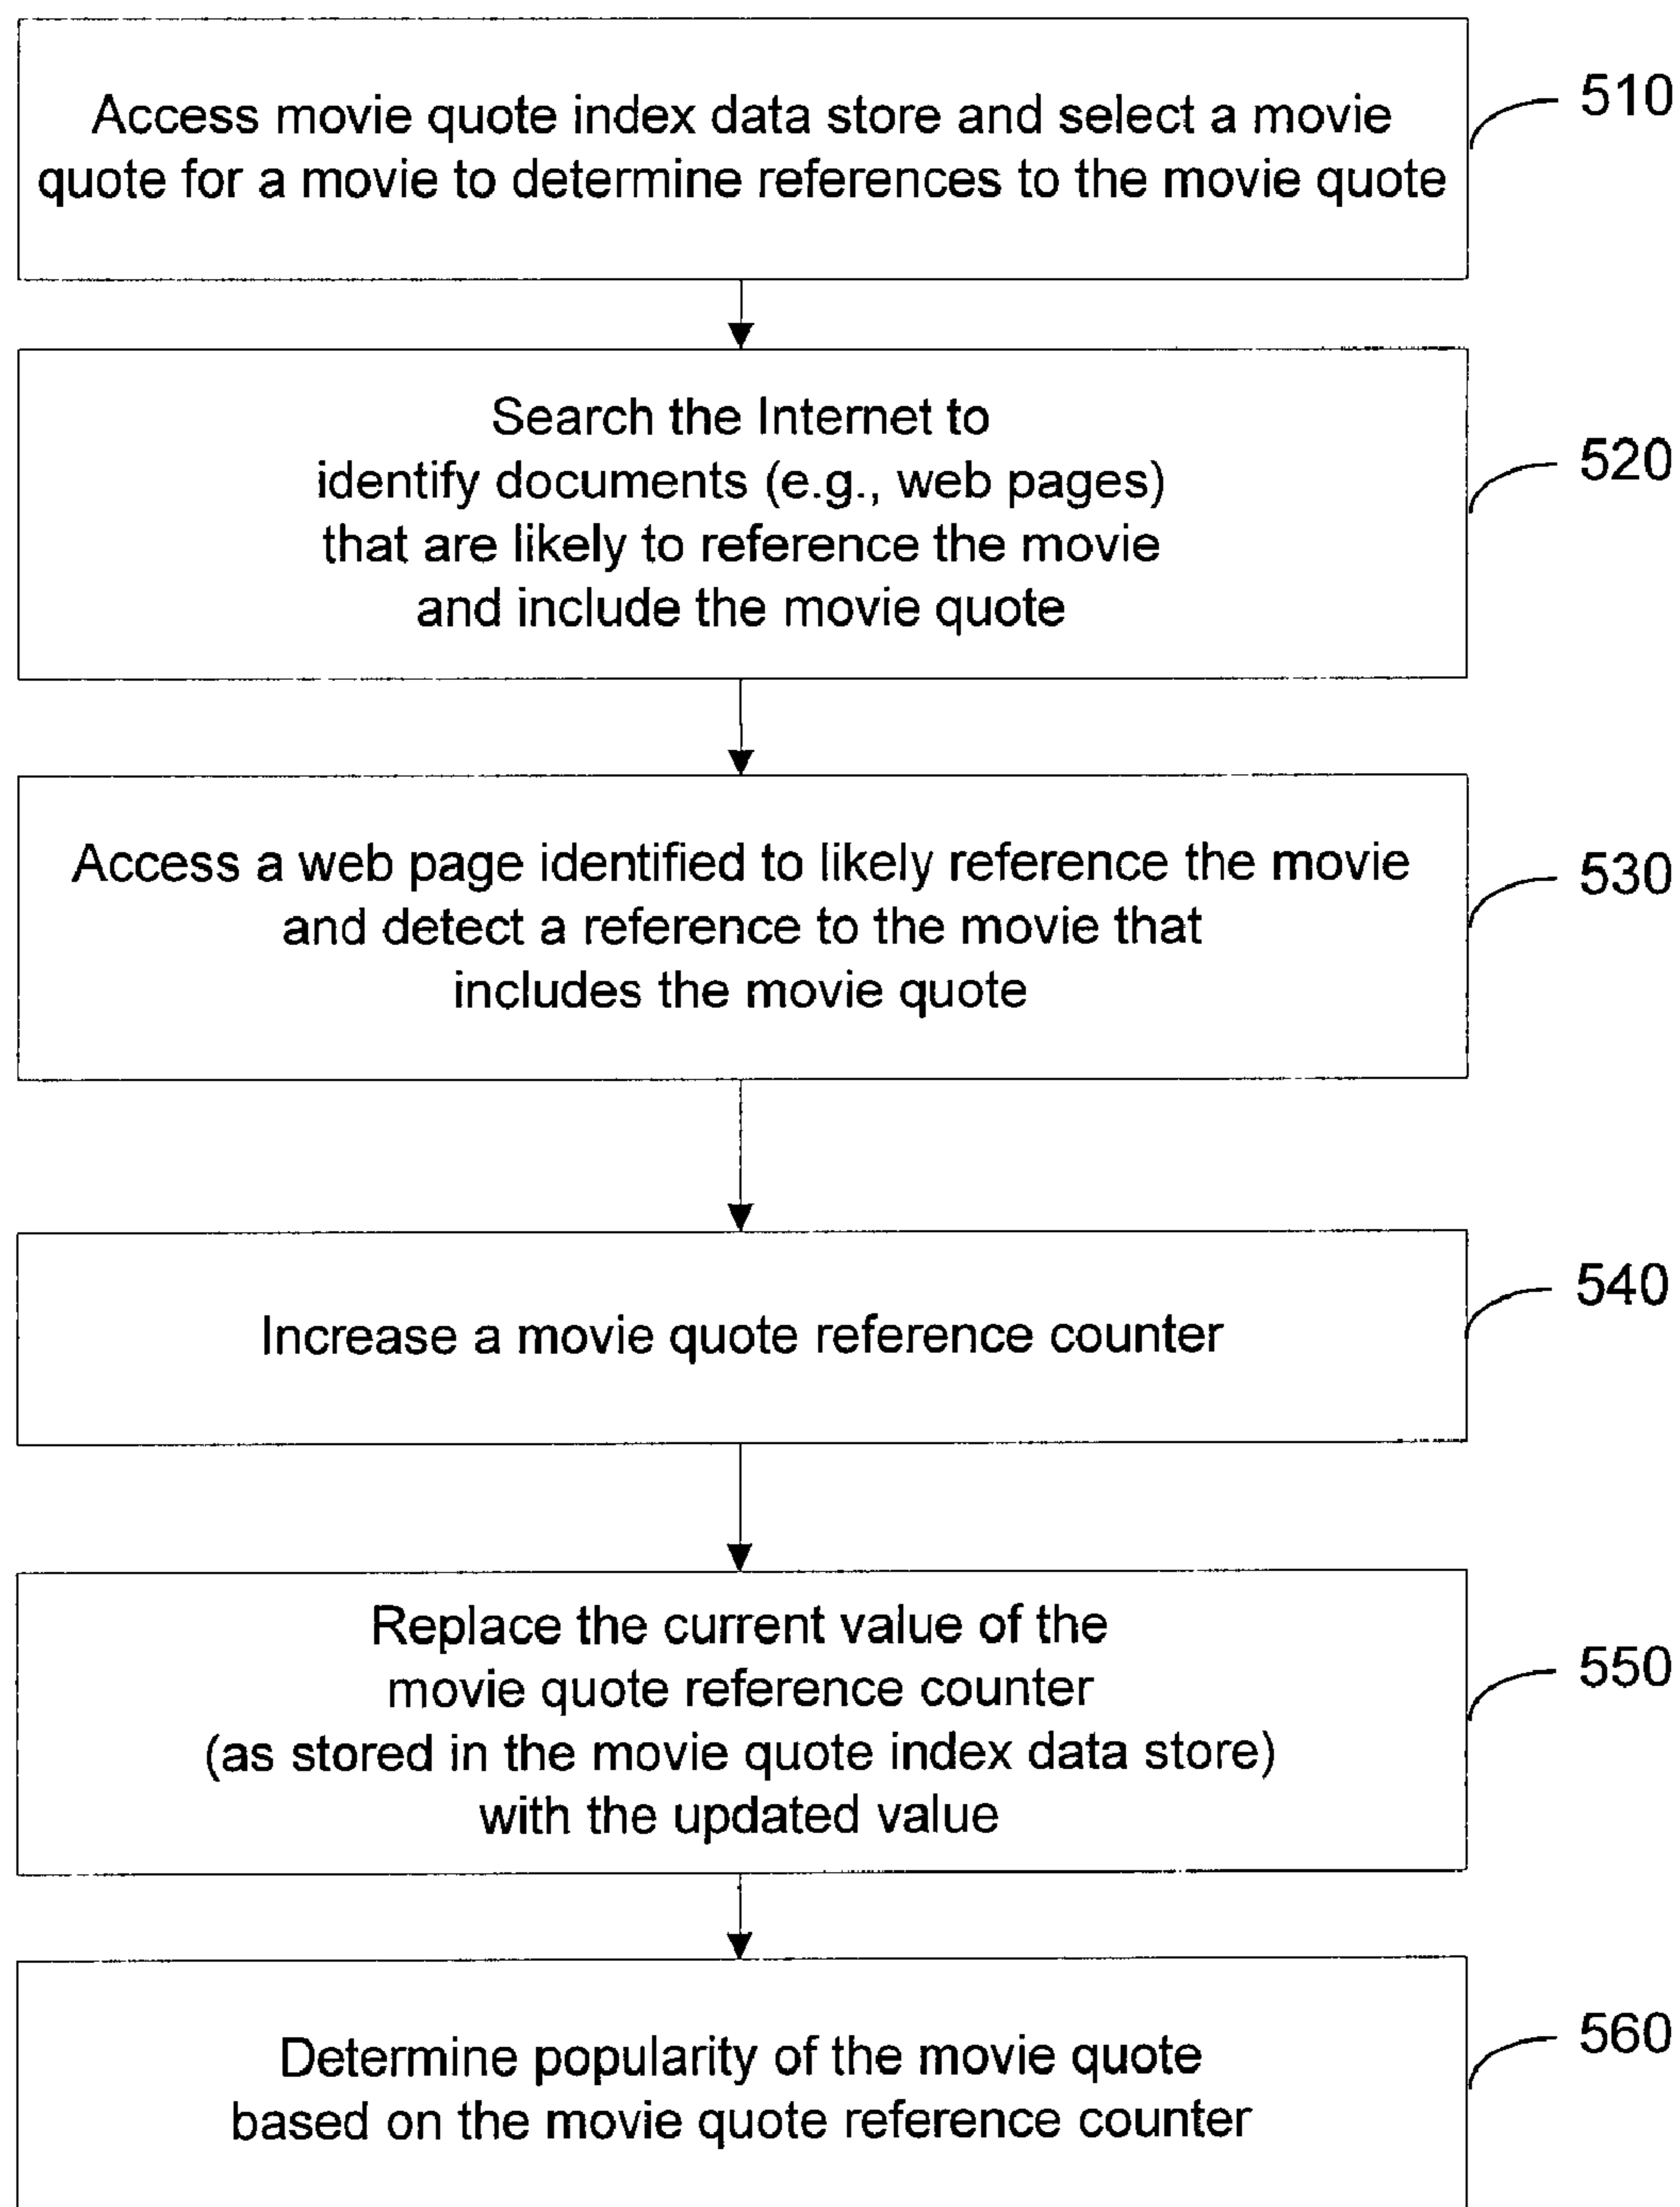 Access movie quote index data store and select a movie
quote for a movie to determine references to the movie quote
510
Search the Internet to
identify documents (e.g., web pages)
that are likely to reference the movie
and include the movie quote
520
Access a web page identified to likely reference the movie
and detect a reference to the movie that
includes the movie quote
530
Increase a movie quote reference counter
540
Replace the current value of the
movie quote reference counter
(as stored in the movie quote index data store)
with the updated value
550
Determine popularity of the movie quote
based on the movie quote reference counter
560